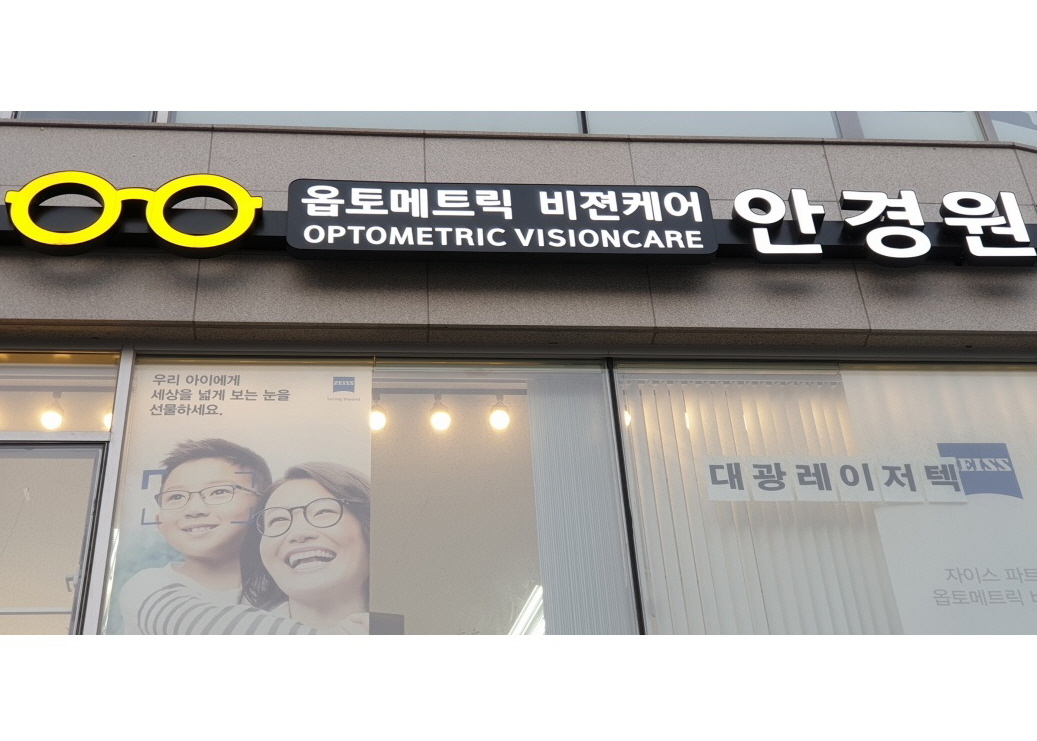 옵토메트릭 비젼케어
OPTOMETRIC VISIONCARE
안경원
우리 아이에게
세상을 넓게 보는 눈을
선물하세요.
ZEISS
대광레이저텍
ZEISS
자이스 파트
옵토메트릭 비